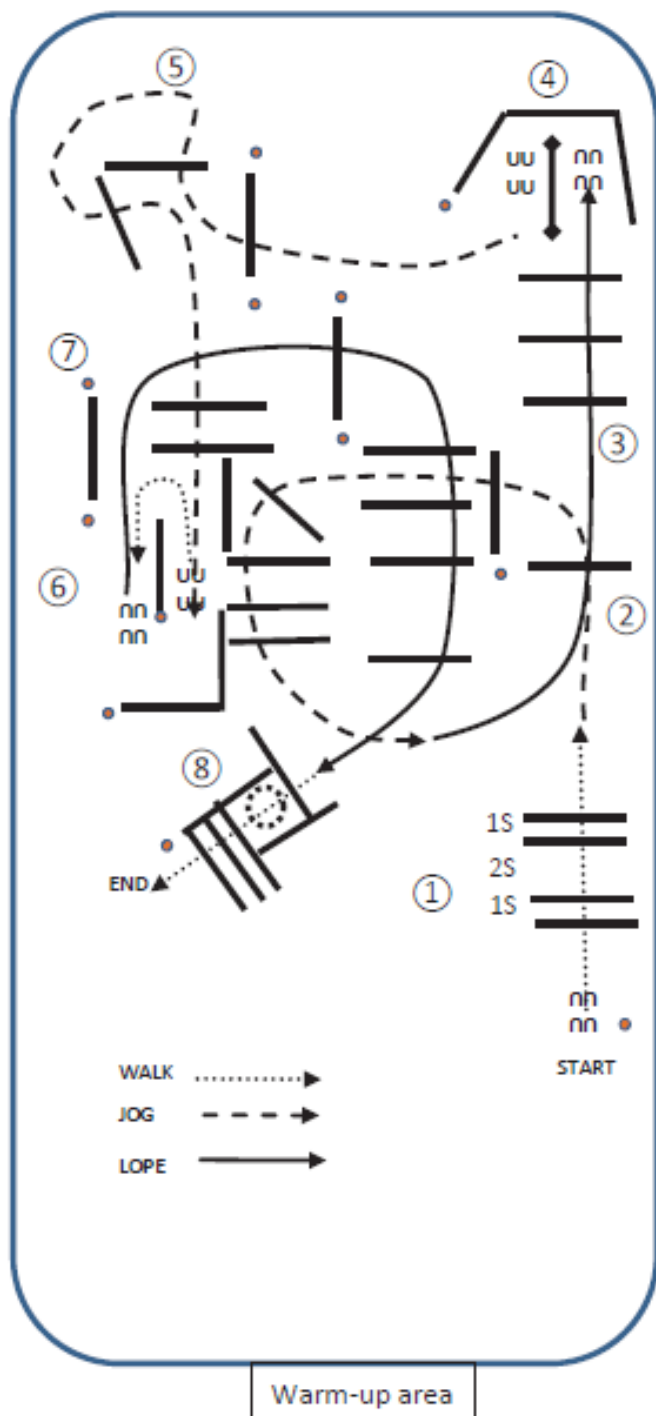 ⑤
④
⑦
③
⑥
②
⑧
1S
2S
1S
①
END
START
WALK
JOG
LOPE
Warm-up area